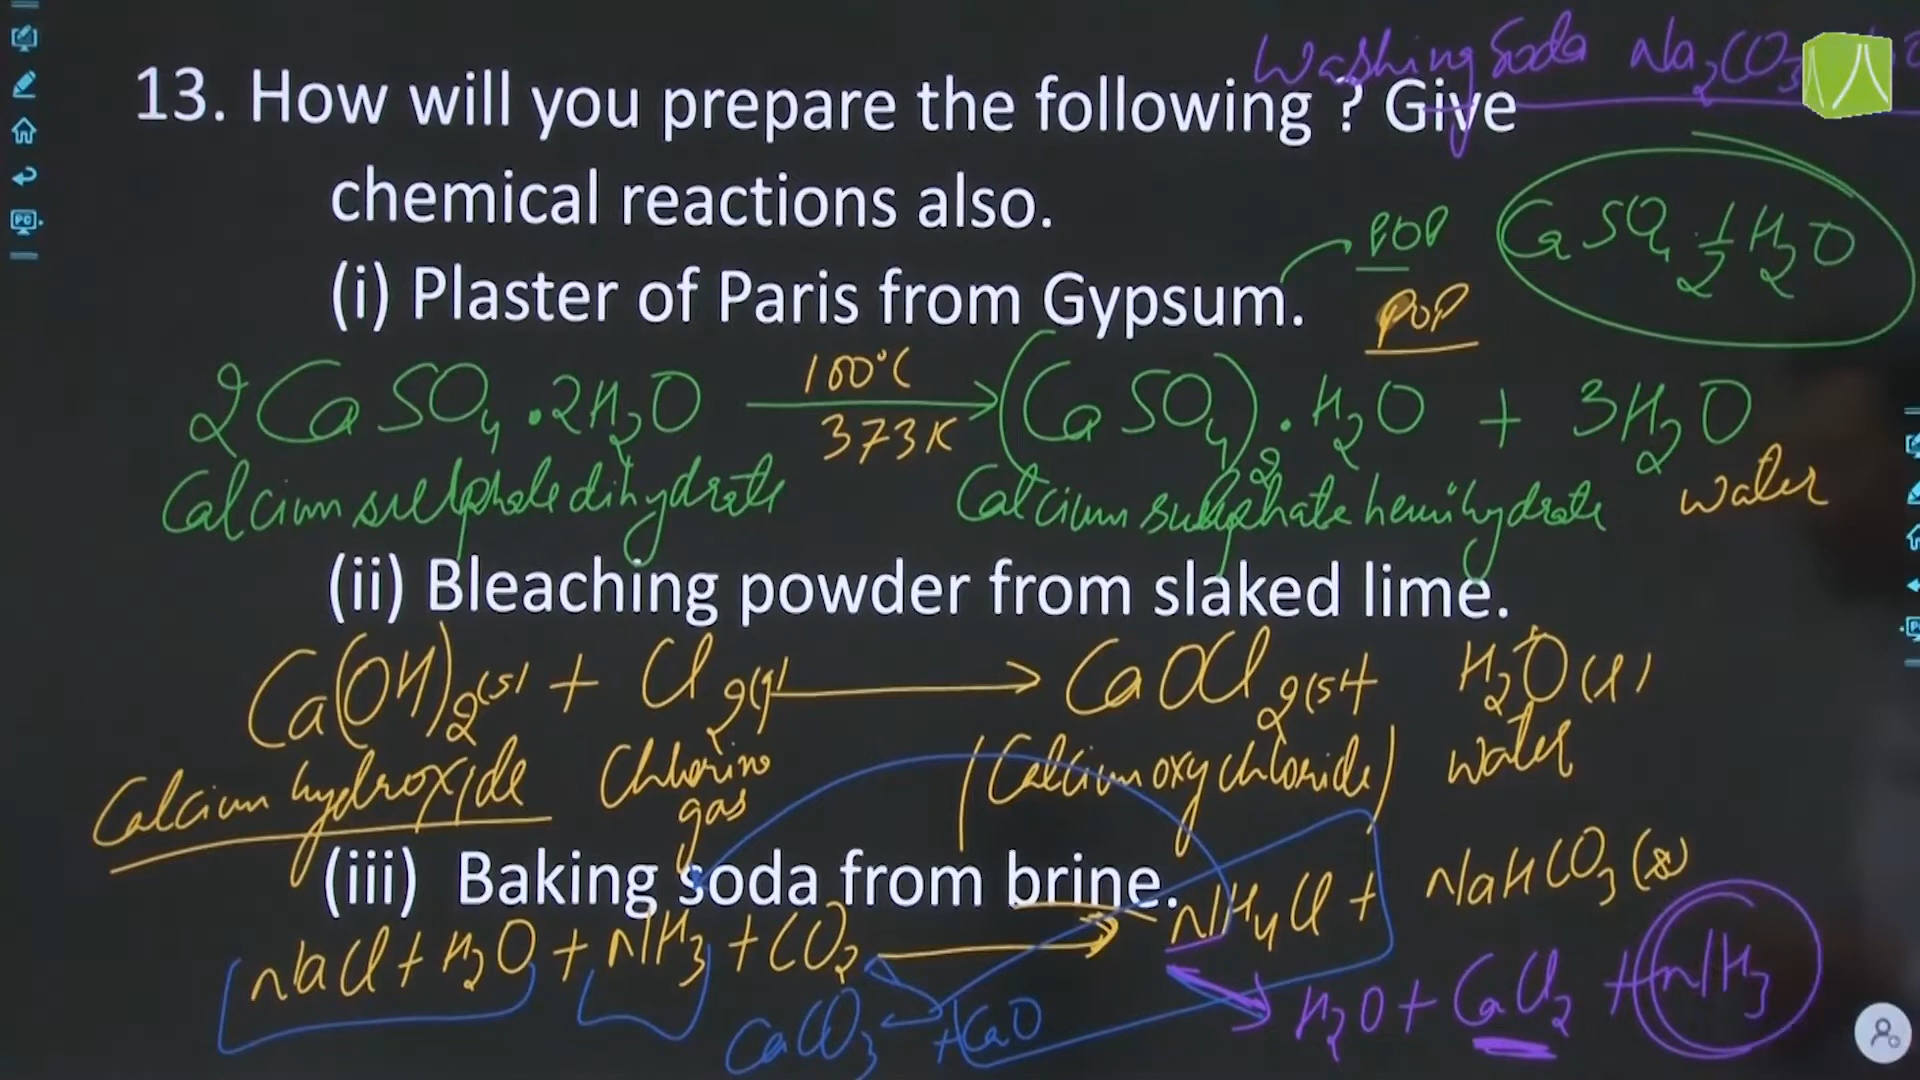 Washing Soda Na₂CO₃
13. How will you prepare the following ? Give
chemical reactions also.
POP CaSO₄ ½ H₂O
(i) Plaster of Paris from Gypsum. POP
2CaSO₄ . 2H₂O 100°C 373K → (CaSO₄)₂ . H₂O + 3H₂O
Calcium sulphate dihydrate Calcium sulphate hemihydrate water
(ii) Bleaching powder from slaked lime.
Ca(OH)₂(s) + Cl₂(g) → CaOCl₂(s) + H₂O(l)
Calcium hydroxide Chlorine gas (Calcium oxychloride) water
(iii) Baking soda from brine.
NaCl + H₂O + NH₃ + CO₂ → NH₄Cl + NaHCO₃(s)
CaCO₃ + CaO H₂O + CaCl₂ + NH₃
PC